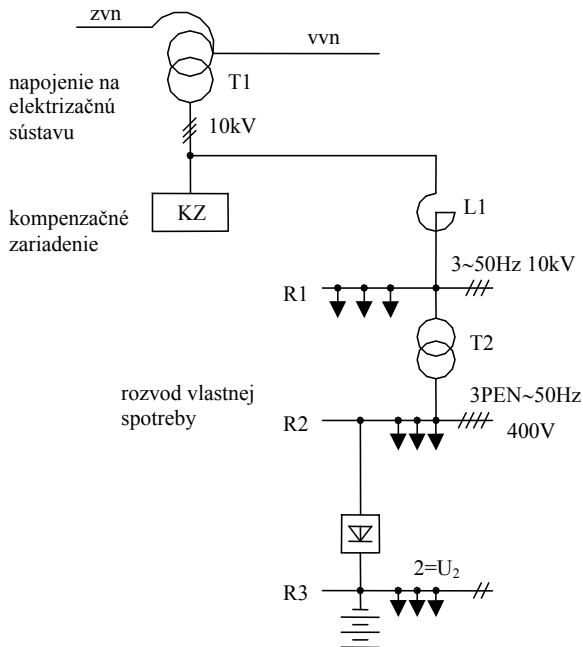 zvn
vvn
T1
napojenie na
elektrizačnú
sústavu
10kV
KZ
kompenzačné
zariadenie
L1
3~50Hz 10kV
R1
T2
rozvod vlastnej
spotreby
3PEN~50Hz
R2
400V
2=U₂
R3